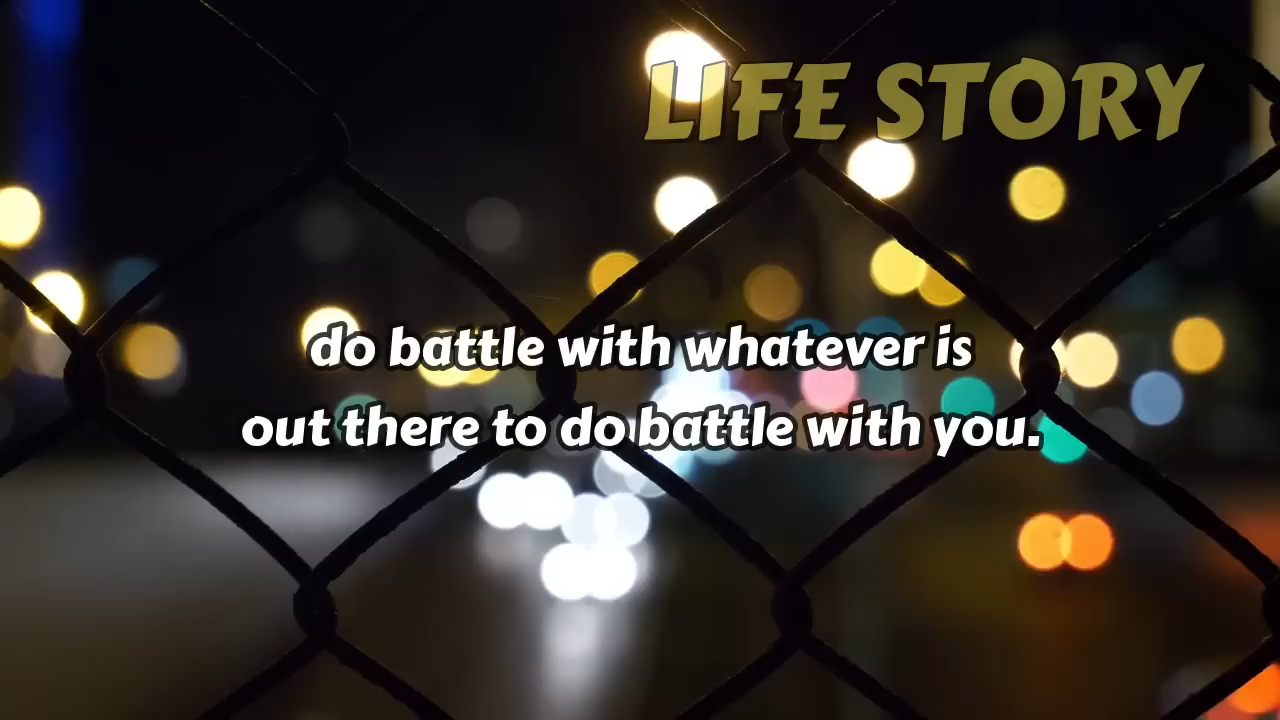 LIFE STORY
do battle with whatever is
out there to do battle with you.